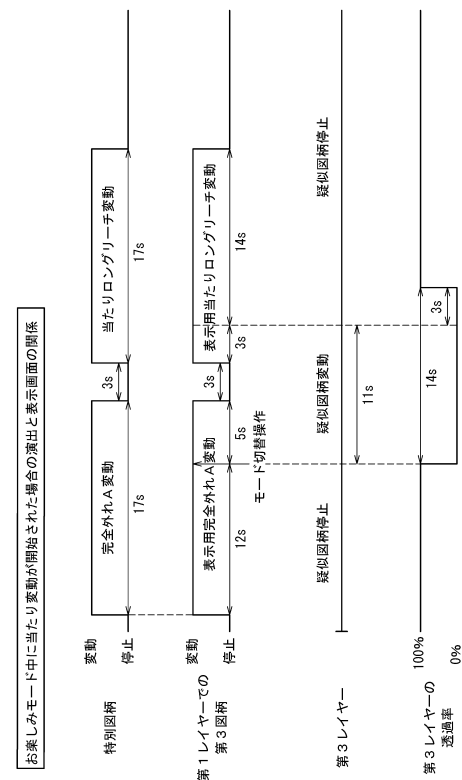 お楽しみモード中に当たり変動が開始された場合の演出と表示画面の関係
特別図柄
変動
停止
完全外れA変動
17s
3s
当たりロングリーチ変動
17s
第1レイヤーでの
第3図柄
変動
停止
表示用完全外れA変動
12s
5s
3s
表示用当たりロングリーチ変動
3s
14s
モード切替操作
第3レイヤー
疑似図柄停止
疑似図柄変動
疑似図柄停止
11s
第3レイヤーの
透過率
100%
0%
14s
3s